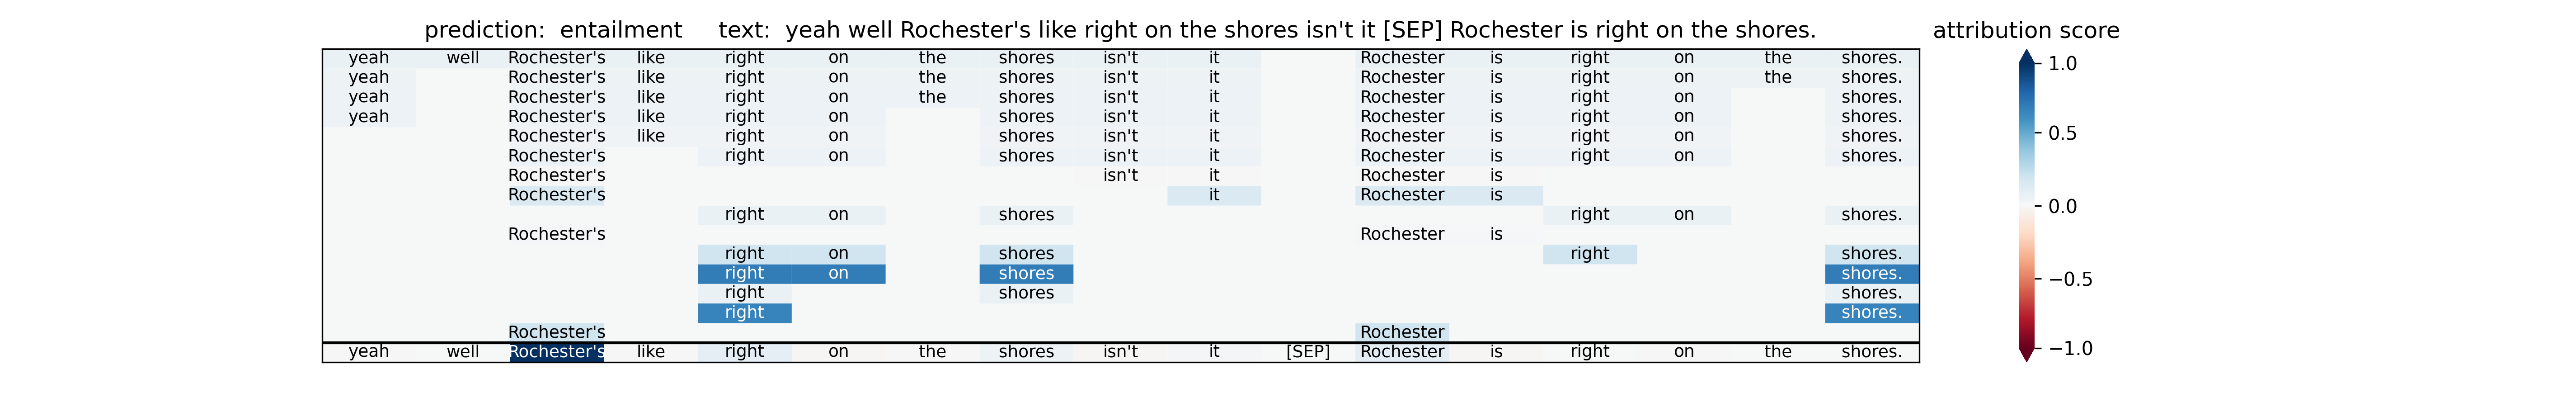 prediction:  entailment     text:  yeah well Rochester's like right on the shores isn't it [SEP] Rochester is right on the shores.     attribution score
yeah well Rochester's like right on the shores isn't it Rochester is right on the shores.
yeah Rochester's like right on the shores isn't it Rochester is right on the shores.
yeah Rochester's like right on the shores isn't it Rochester is right on shores.
yeah Rochester's like right on shores isn't it Rochester is right on shores.
Rochester's like right on shores isn't it Rochester is right on shores.
Rochester's right on shores isn't it Rochester is right on shores.
Rochester's isn't it Rochester is
Rochester's it Rochester is
right on shores right on shores.
Rochester's Rochester is
right on shores right shores.
right on shores shores.
right shores shores.
right shores.
Rochester's Rochester
yeah well Rochester's like right on the shores isn't it [SEP] Rochester is right on the shores.
1.0
0.5
0.0
−0.5
−1.0